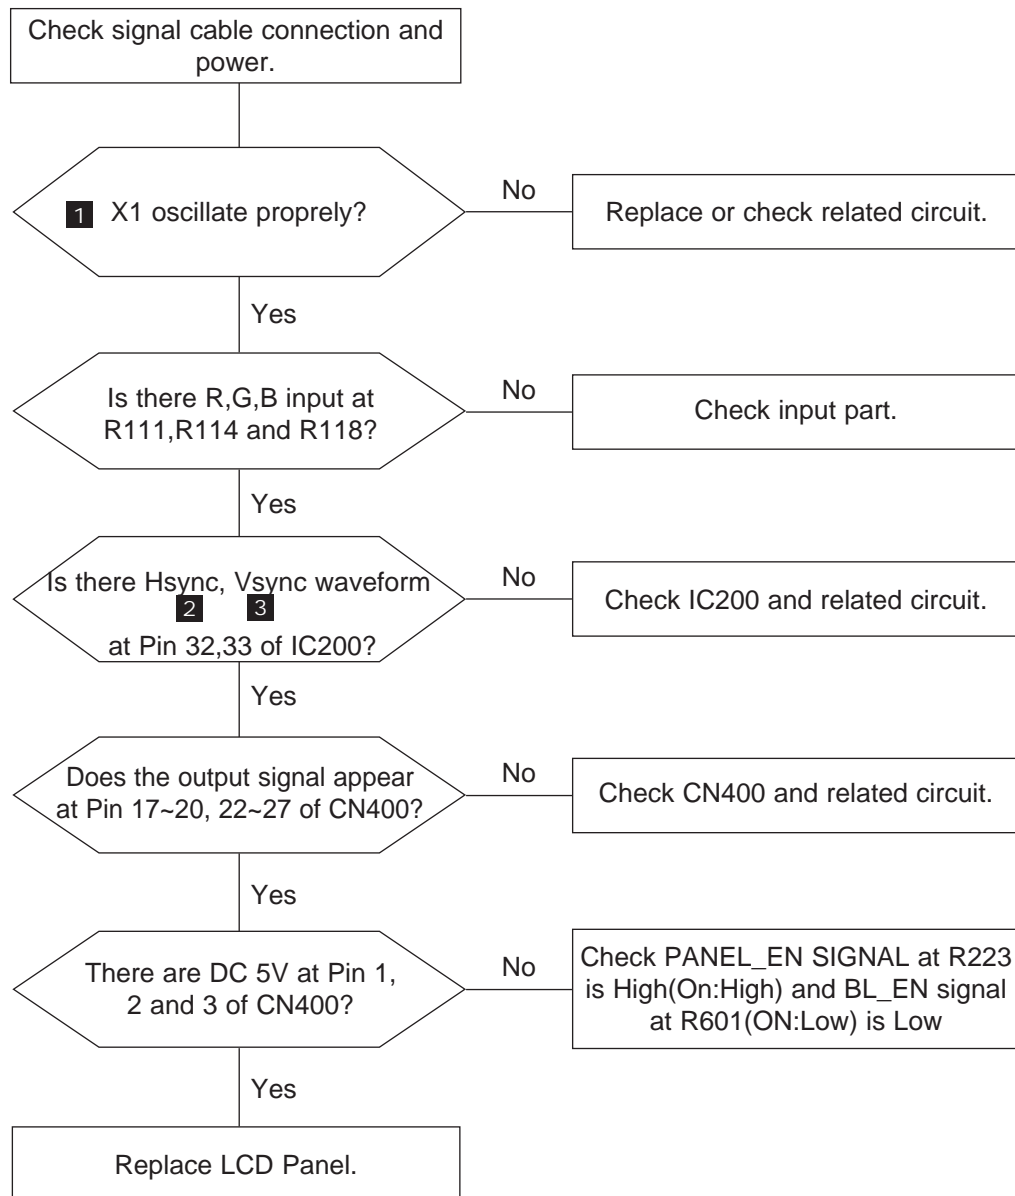 Check signal cable connection and
power.
1 X1 oscillate proprely?
No
Replace or check related circuit.
Yes
Is there R,G,B input at
R111,R114 and R118?
No
Check input part.
Yes
Is there Hsync, Vsync waveform
2 3
at Pin 32,33 of IC200?
No
Check IC200 and related circuit.
Yes
Does the output signal appear
at Pin 17~20, 22~27 of CN400?
No
Check CN400 and related circuit.
Yes
There are DC 5V at Pin 1,
2 and 3 of CN400?
No
Check PANEL_EN SIGNAL at R223
is High(On:High) and BL_EN signal
at R601(ON:Low) is Low
Yes
Replace LCD Panel.